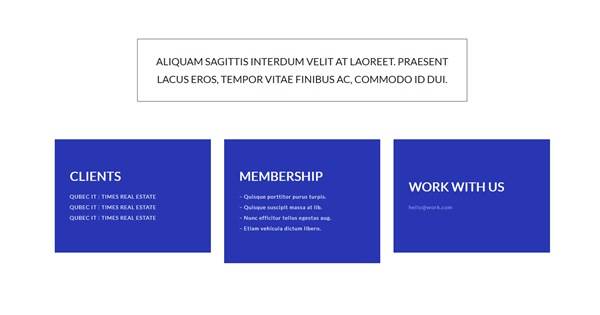 ALIQUAM SAGITTIS INTERDUM VELIT AT LAOREET. PRAESENT
LACUS EROS, TEMPOR VITAE FINIBUS AC, COMMODO ID DUI.
CLIENTS
QUBEC IT | TIMES REAL ESTATE
QUBEC IT | TIMES REAL ESTATE
QUBEC IT | TIMES REAL ESTATE
MEMBERSHIP
- Quisque porttitor purus turpis.
- Quisque suscipit massa at lib.
- Nunc efficitur tellus egestas aug.
- Etiam vehicula dictum libero.
WORK WITH US
hello@work.com